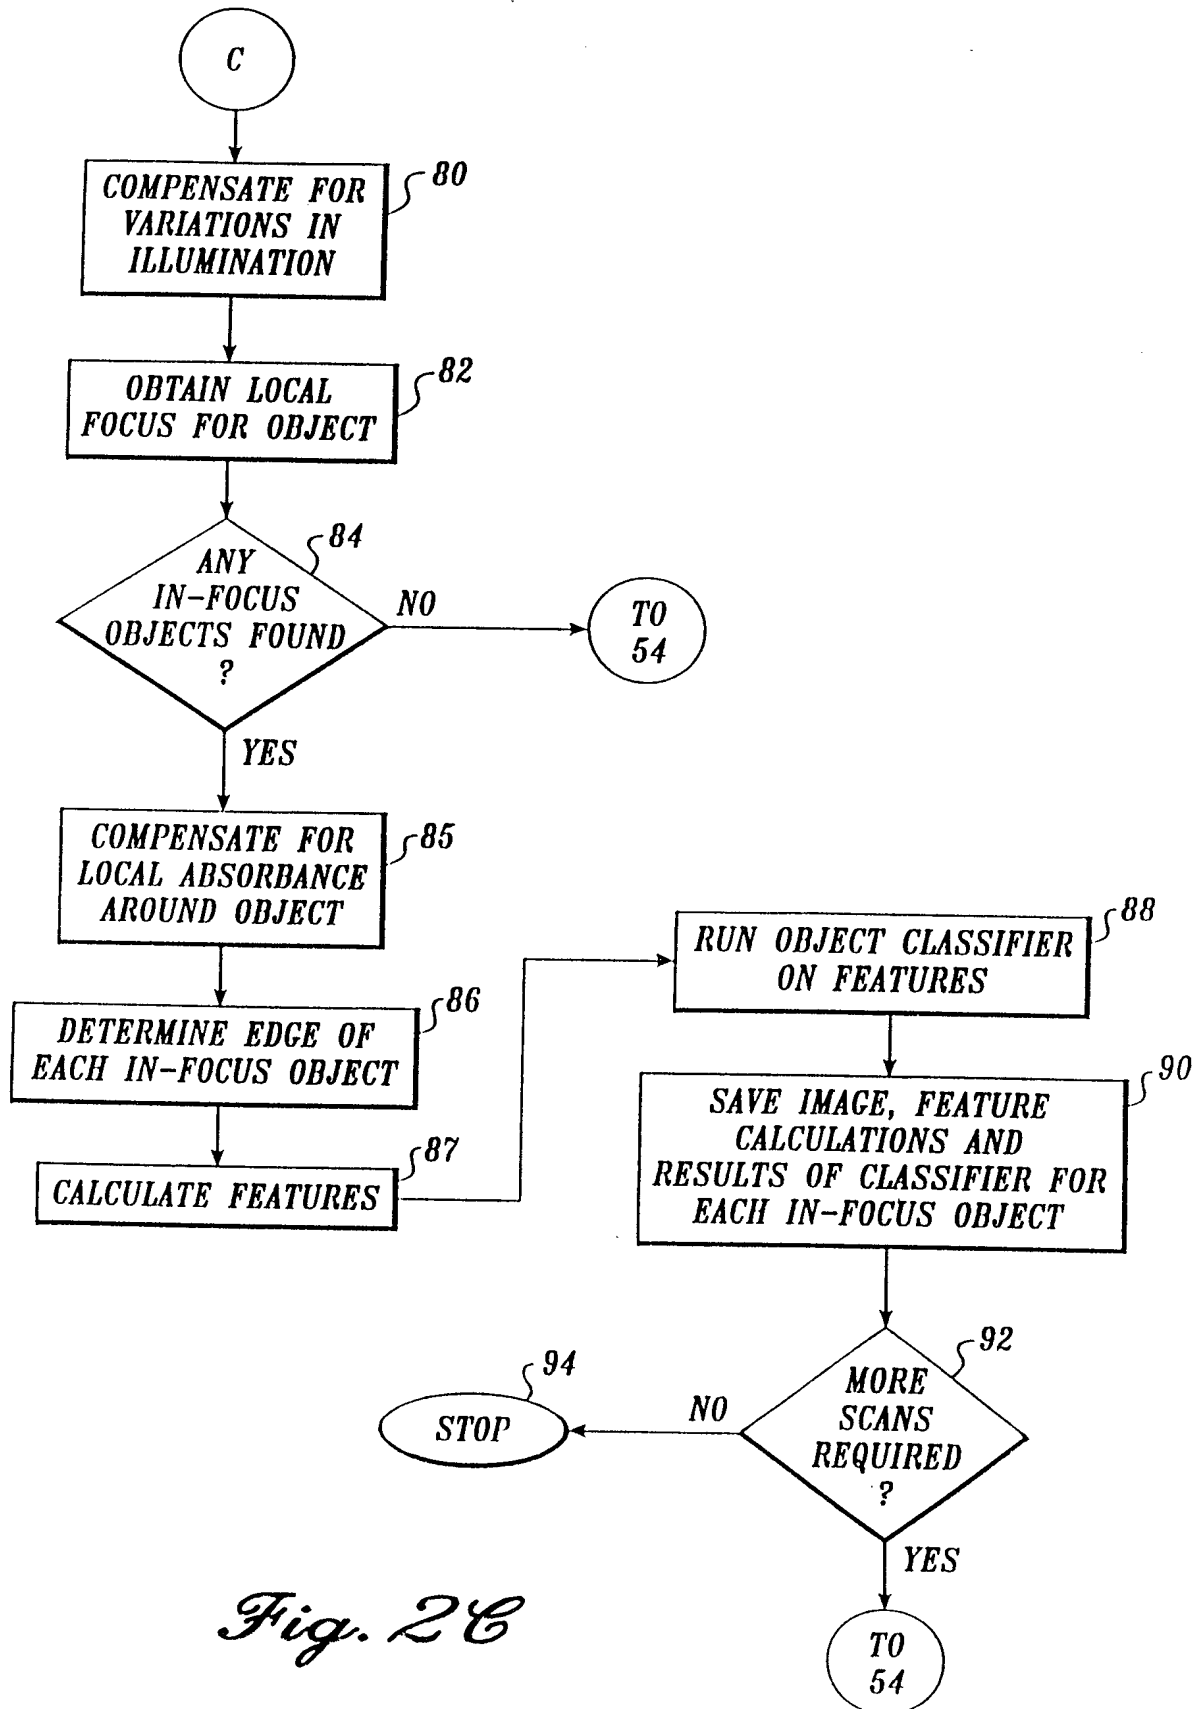 C
80
COMPENSATE FOR
VARIATIONS IN
ILLUMINATION
82
OBTAIN LOCAL
FOCUS FOR OBJECT
84
ANY
IN-FOCUS
OBJECTS FOUND
?
NO
TO
54
YES
85
COMPENSATE FOR
LOCAL ABSORBANCE
AROUND OBJECT
86
DETERMINE EDGE OF
EACH IN-FOCUS OBJECT
87
CALCULATE FEATURES
88
RUN OBJECT CLASSIFIER
ON FEATURES
90
SAVE IMAGE, FEATURE
CALCULATIONS AND
RESULTS OF CLASSIFIER FOR
EACH IN-FOCUS OBJECT
92
MORE
SCANS
REQUIRED
?
NO
94
STOP
YES
TO
54
Fig. 2C